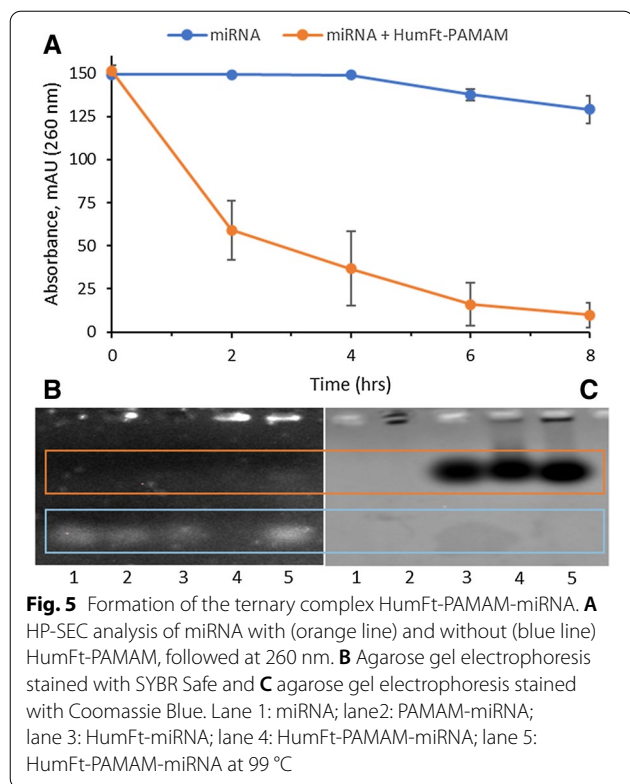 A
miRNA
miRNA + HumFt-PAMAM
Absorbance, mAU (260 nm)
150
125
100
75
50
25
0
0 2 4 6 8
Time (hrs)
B C
1 2 3 4 5 1 2 3 4 5
Fig. 5 Formation of the ternary complex HumFt-PAMAM-miRNA. A
HP-SEC analysis of miRNA with (orange line) and without (blue line)
HumFt-PAMAM, followed at 260 nm. B Agarose gel electrophoresis
stained with SYBR Safe and C agarose gel electrophoresis stained
with Coomassie Blue. Lane 1: miRNA; lane2: PAMAM-miRNA;
lane 3: HumFt-miRNA; lane 4: HumFt-PAMAM-miRNA; lane 5:
HumFt-PAMAM-miRNA at 99 °C